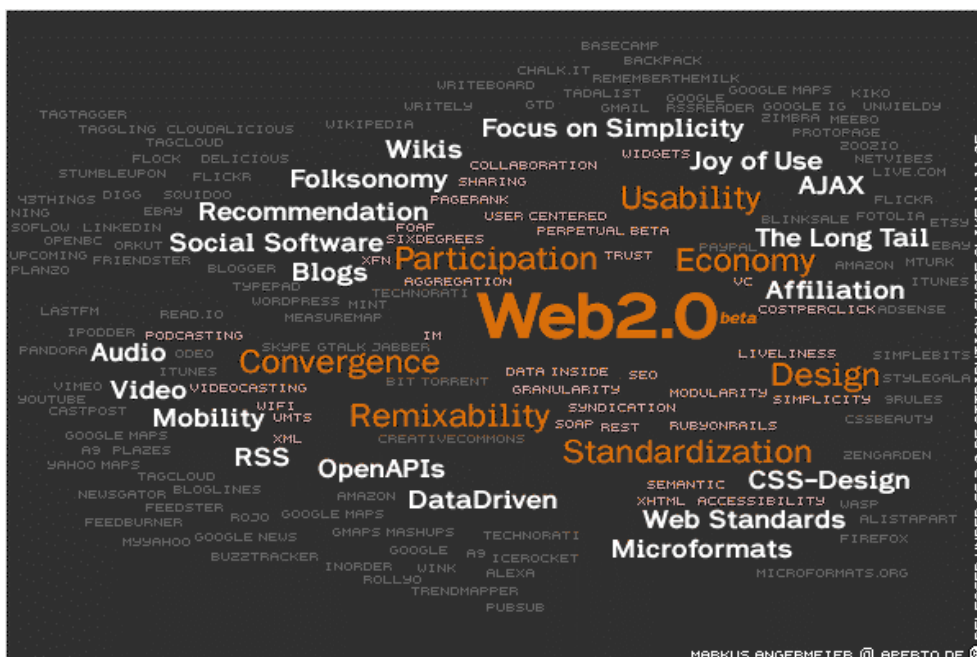 BASECAMP
BACKPACK
CHALK.IT
REMEMBERTHEMILK
WRITEBOARD
TADALIST GOOGLE GOOGLE MAPS KIKO
WRITELY GTD GMAIL RSSREADER GOOGLE IG UNWIELDY
TAGTAGGER ZIMBRA MEEBO
TAGGLING CLOUDALICIOUS WIKIPEDIA Focus on Simplicity PROTOPAGE
TAGCLOUD Wikis ZOOZIO
FLOCK DELICIOUS COLLABORATION WIDGETS Joy of Use NETVIBES
STUMBLEUPON FLICKR Folksonomy SHARING LIVE.COM
43THINGS DIGG SQUIDOO PAGERANK Usability AJAX FLICKR
NING EBAY Recommendation USER CENTERED BLINKSALE FOTOLIA ETSY
SOFLOW LINKEDIN FOAF PERPETUAL BETA
OPENBC ORKUT Social Software SIXDEGREES PAYPAL The Long Tail EBAY
UPCOMING FRIENDSTER XFN Participation TRUST Economy AMAZON MTURK
PLANZO BLOGGER Blogs AGGREGATION VC ITUNES
TYPEPAD TECHNORATI Affiliation
WORDPRESS MINT
LASTFM READ.IO MEASUREMAP Web2.0 beta COSTPERCLICK ADSENSE
IPODDER PODCASTING IM
PANDORA Audio ODEO SKYPE GTALK JABBER LIVELINESS SIMPLEBITS
ITUNES Convergence DATA INSIDE SEO Design STYLEGALA
VIMEO Video VIDEOCASTING BIT TORRENT GRANULARITY MODULARITY
YOUTUBE SIMPLICITY 9RULES
CASTPOST Mobility WIFI UMTS Remixability SYNDICATION CSSBEAUTY
GOOGLE MAPS XML CREATIVECOMMONS SOAP REST RUBYONRAILS
A9 PLAZES RSS Standardization ZENGARDEN
YAHOO MAPS OpenAPIs
TAGCLOUD SEMANTIC CSS-Design
NEWSGATOR BLOGLINES AMAZON DataDriven XHTML ACCESSIBILITY WASP
FEEDSTER
FEEDBURNER ROJO GOOGLE MAPS Web Standards ALISTAPART
MYYAHOO GOOGLE NEWS GMAPS MASHUPS TECHNORATI FIREFOX
BUZZTRACKER GOOGLE A9 ICEROCKET Microformats
INORDER WINK ALEXA MICROFORMATS.ORG
ROLLYO
TRENDMAPPER
PUBSUB
MARKUS ANGERMEIER @ APERTO.DE